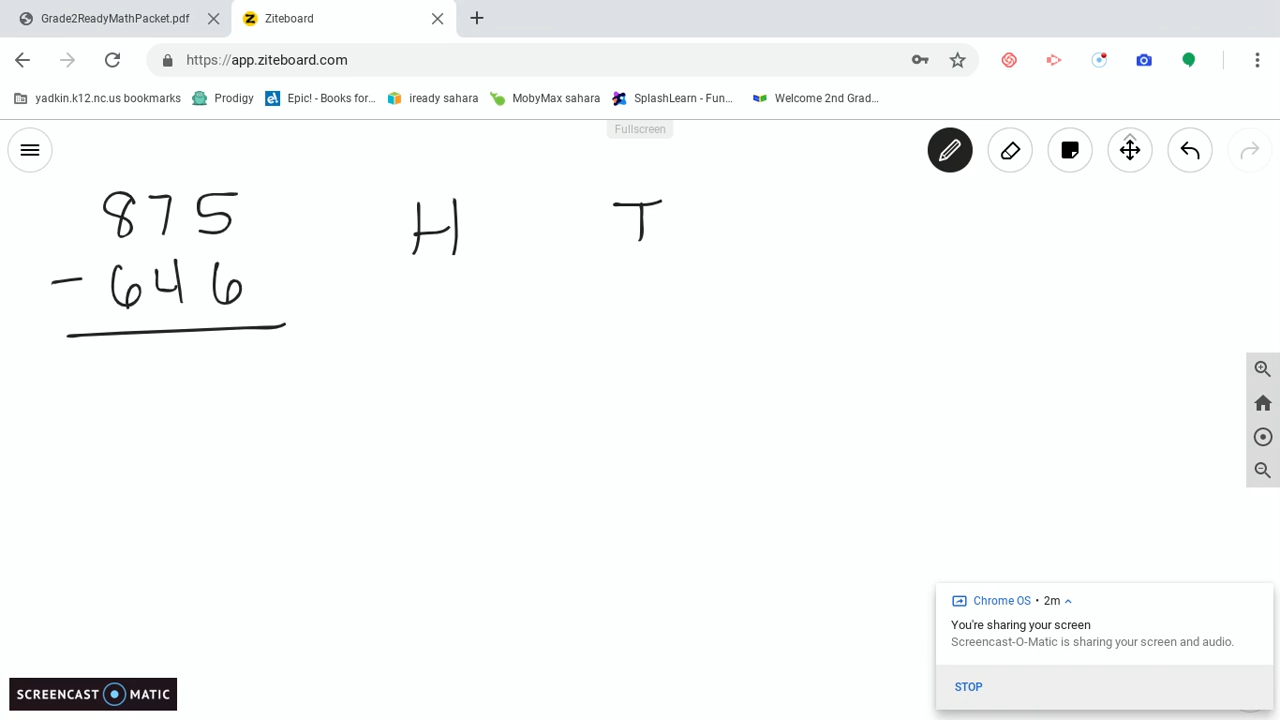 Grade2ReadyMathPacket.pdf Ziteboard
https://app.ziteboard.com
yadkin.k12.nc.us bookmarks Prodigy Epic! - Books for... iready sahara MobyMax sahara SplashLearn - Fun... Welcome 2nd Grad...
Fullscreen
875 H T
- 646
Chrome OS • 2m
You're sharing your screen
Screencast-O-Matic is sharing your screen and audio.
STOP
SCREENCAST MATIC